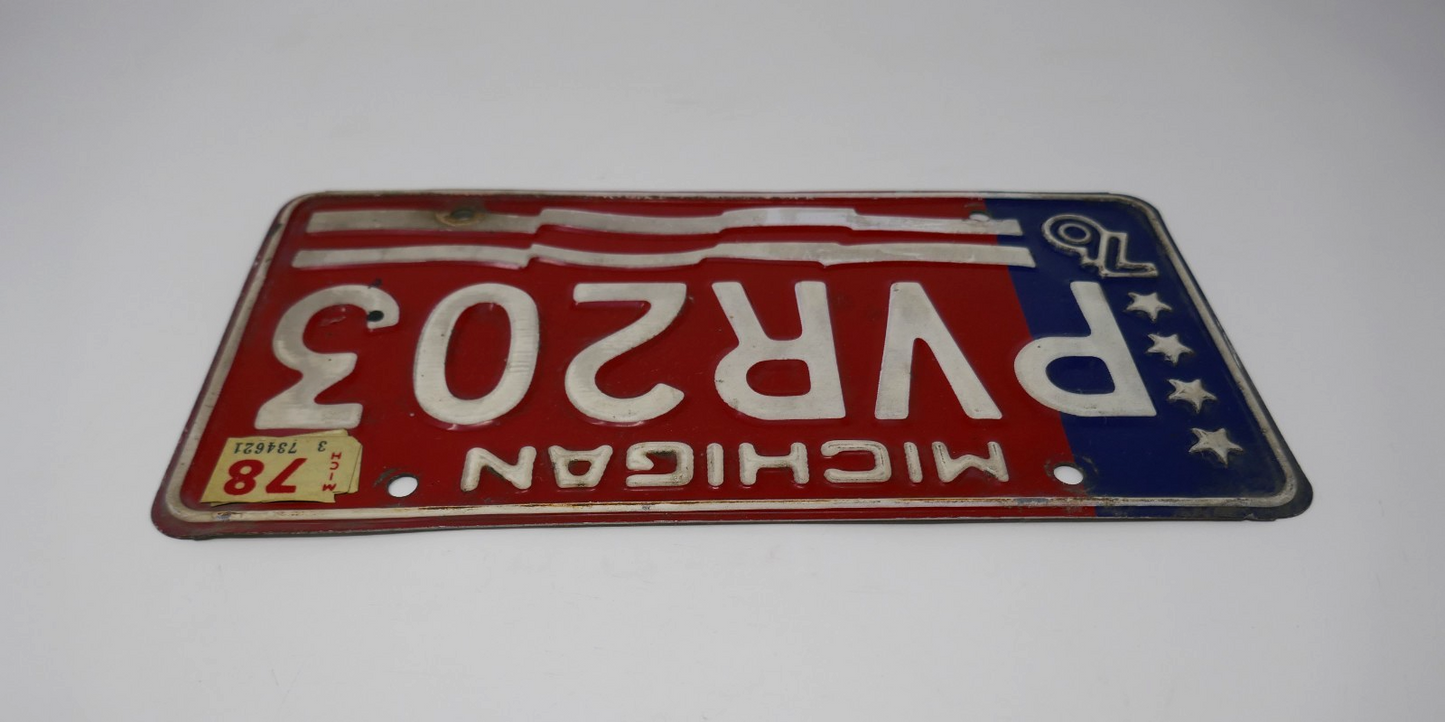 MICHIGAN
MICH 78
3 734621
PVR203
76